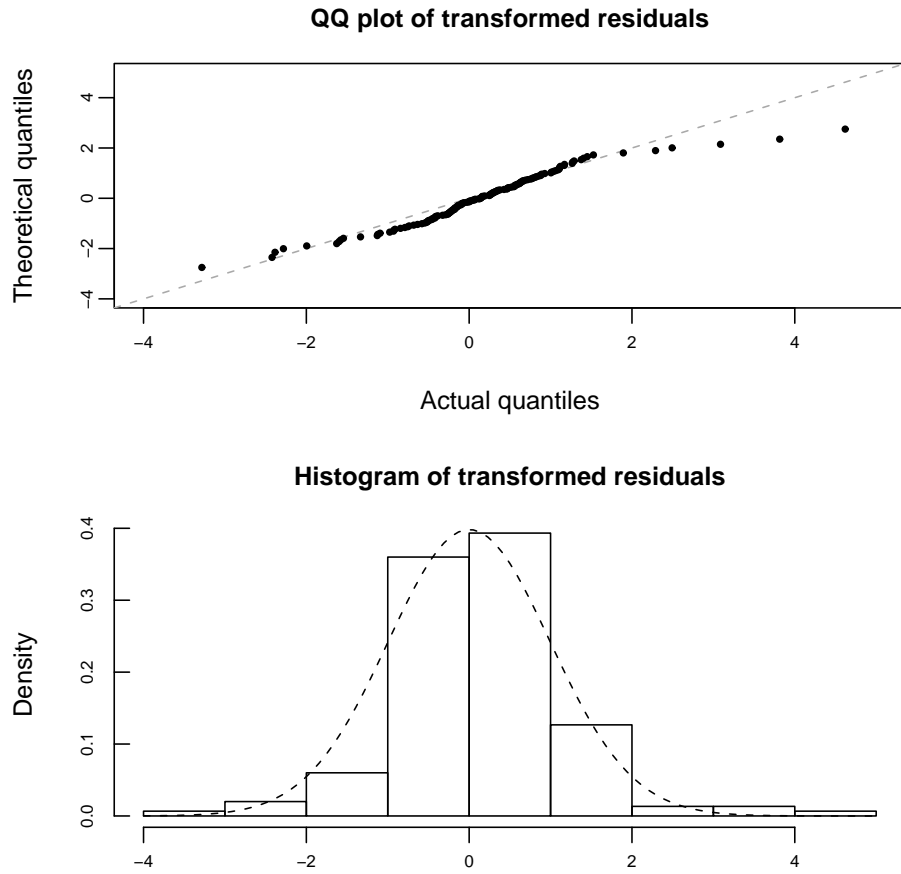 QQ plot of transformed residuals
Theoretical quantiles
4
2
0
−2
−4
−4 −2 0 2 4
Actual quantiles
Histogram of transformed residuals
Density
0.4
0.3
0.2
0.1
0.0
−4 −2 0 2 4